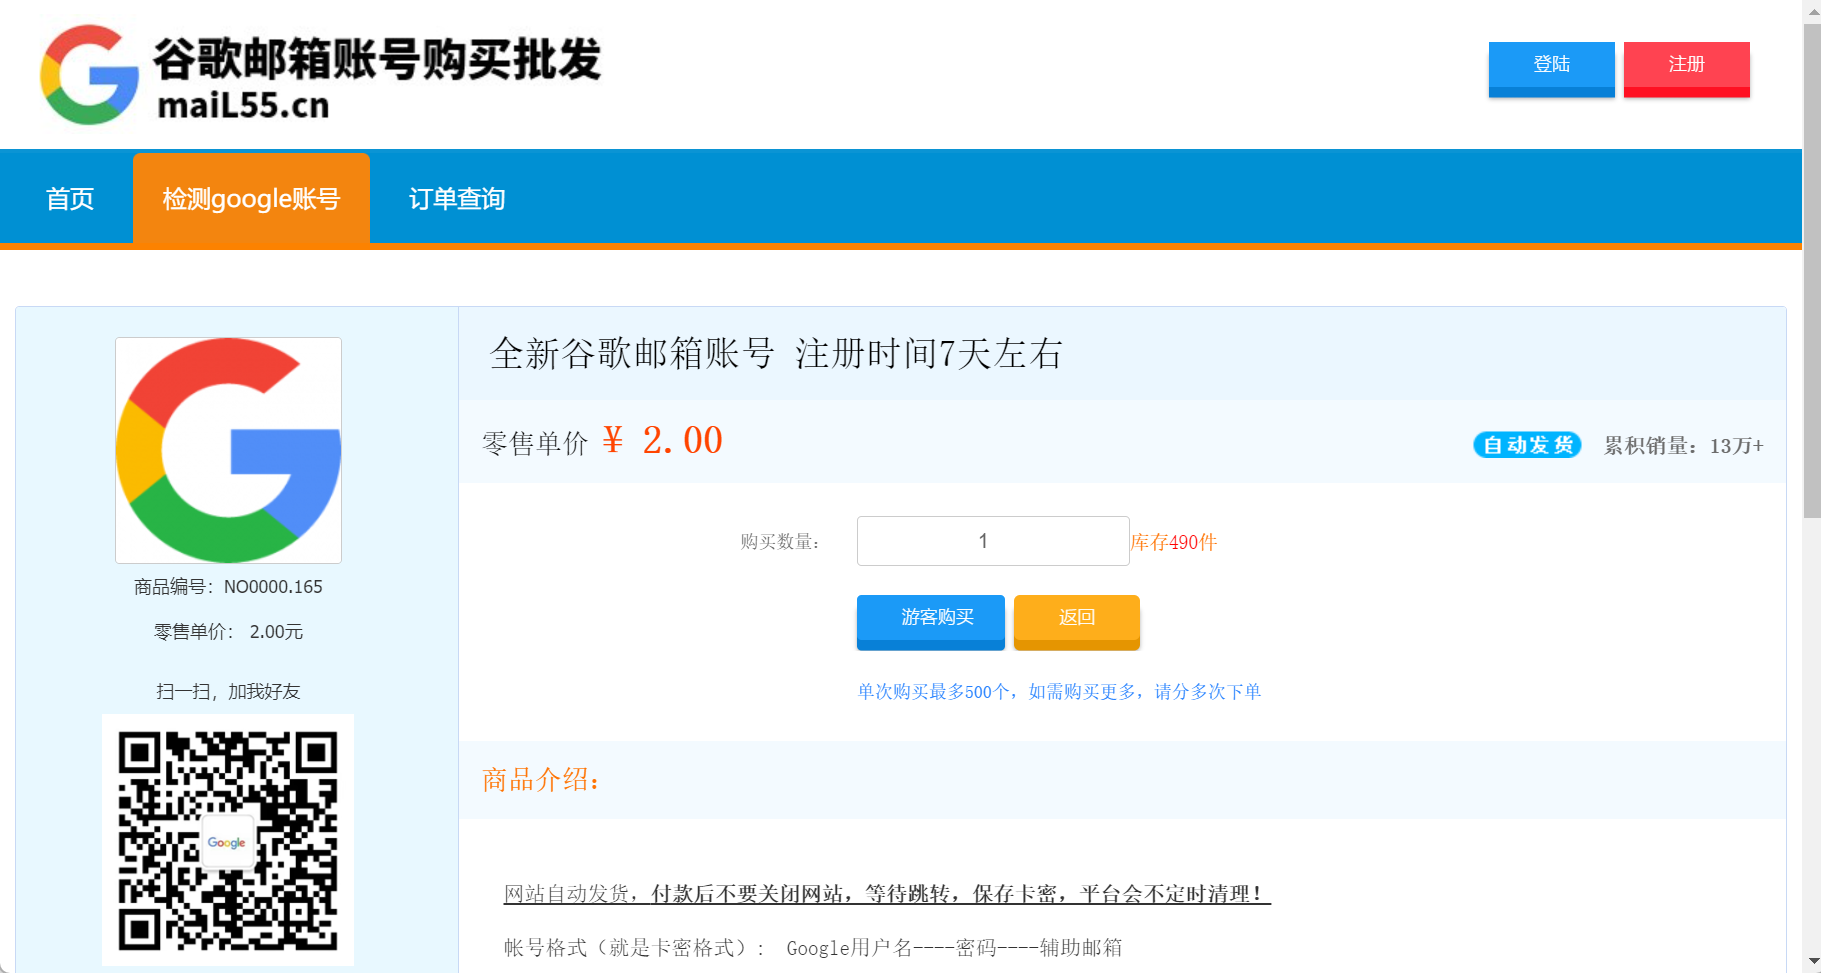 谷歌邮箱账号购买批发
maiL55.cn
登陆
注册
首页
检测google账号
订单查询
全新谷歌邮箱账号 注册时间7天左右
零售单价 ¥ 2.00
自动发货 累积销量：13万+
购买数量： 1 库存490件
游客购买
返回
单次购买最多500个，如需购买更多，请分多次下单
商品编号：NO0000.165
零售单价： 2.00元
扫一扫，加我好友
Google
商品介绍：
网站自动发货，付款后不要关闭网站，等待跳转，保存卡密，平台会不定时清理！
帐号格式（就是卡密格式）： Google用户名----密码----辅助邮箱